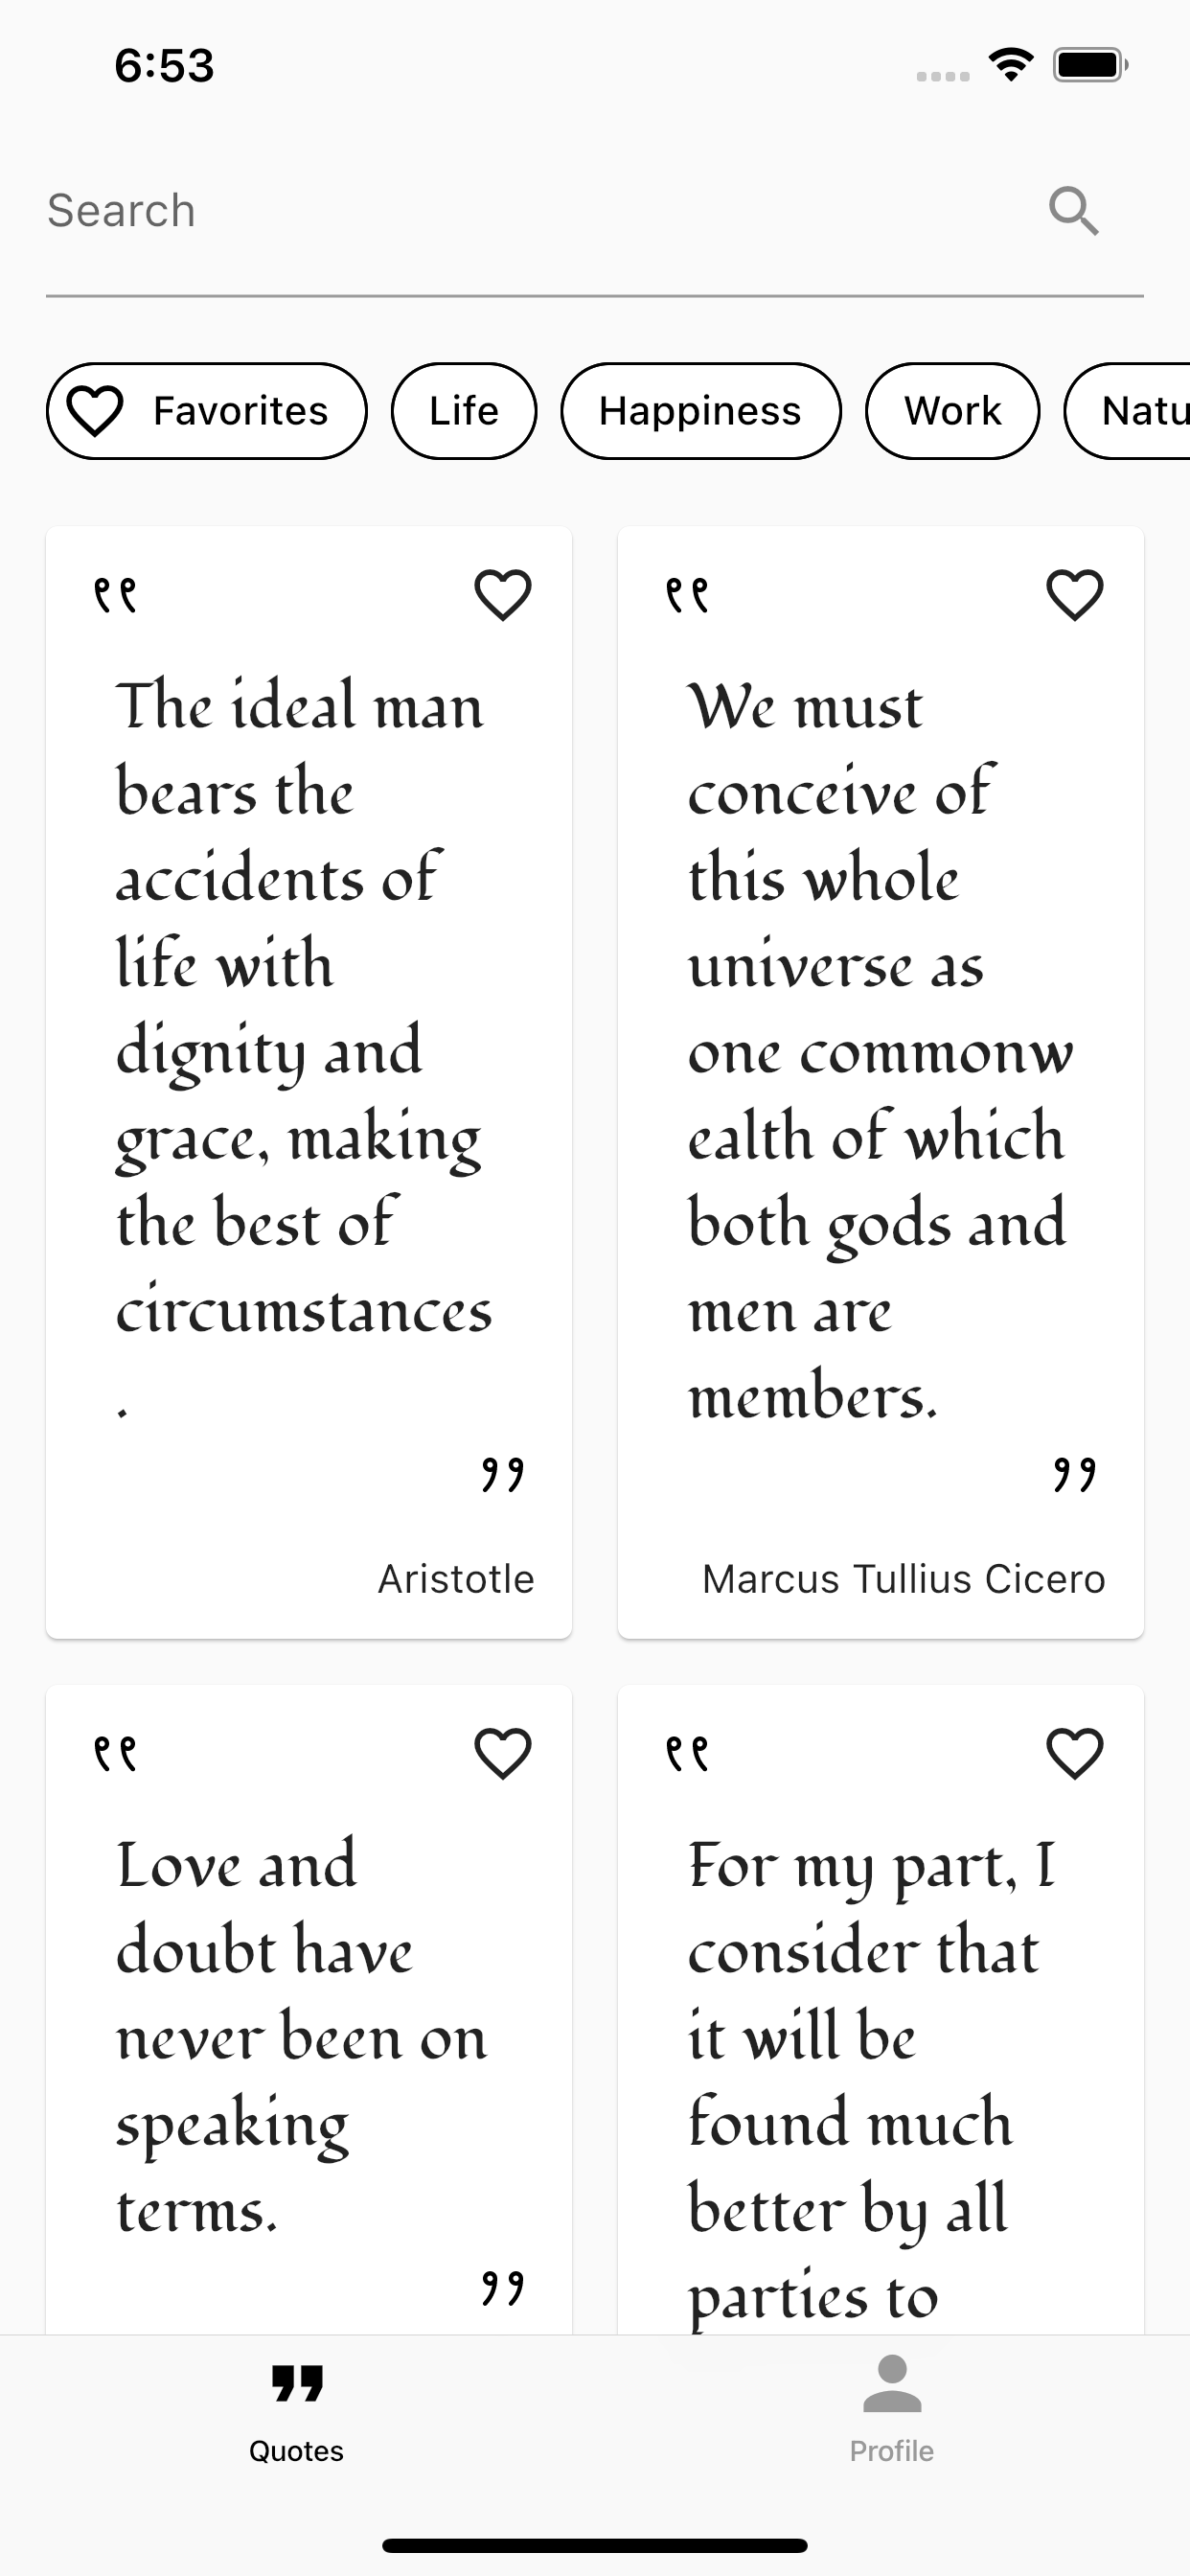 6:53
Search
Favorites
Life
Happiness
Work
Natu
“
The ideal man
bears the
accidents of
life with
dignity and
grace, making
the best of
circumstances
.
”
Aristotle
“
We must
conceive of
this whole
universe as
one commonw
ealth of which
both gods and
men are
members.
”
Marcus Tullius Cicero
“
Love and
doubt have
never been on
speaking
terms.
”
“
For my part, I
consider that
it will be
found much
better by all
parties to
Quotes
Profile